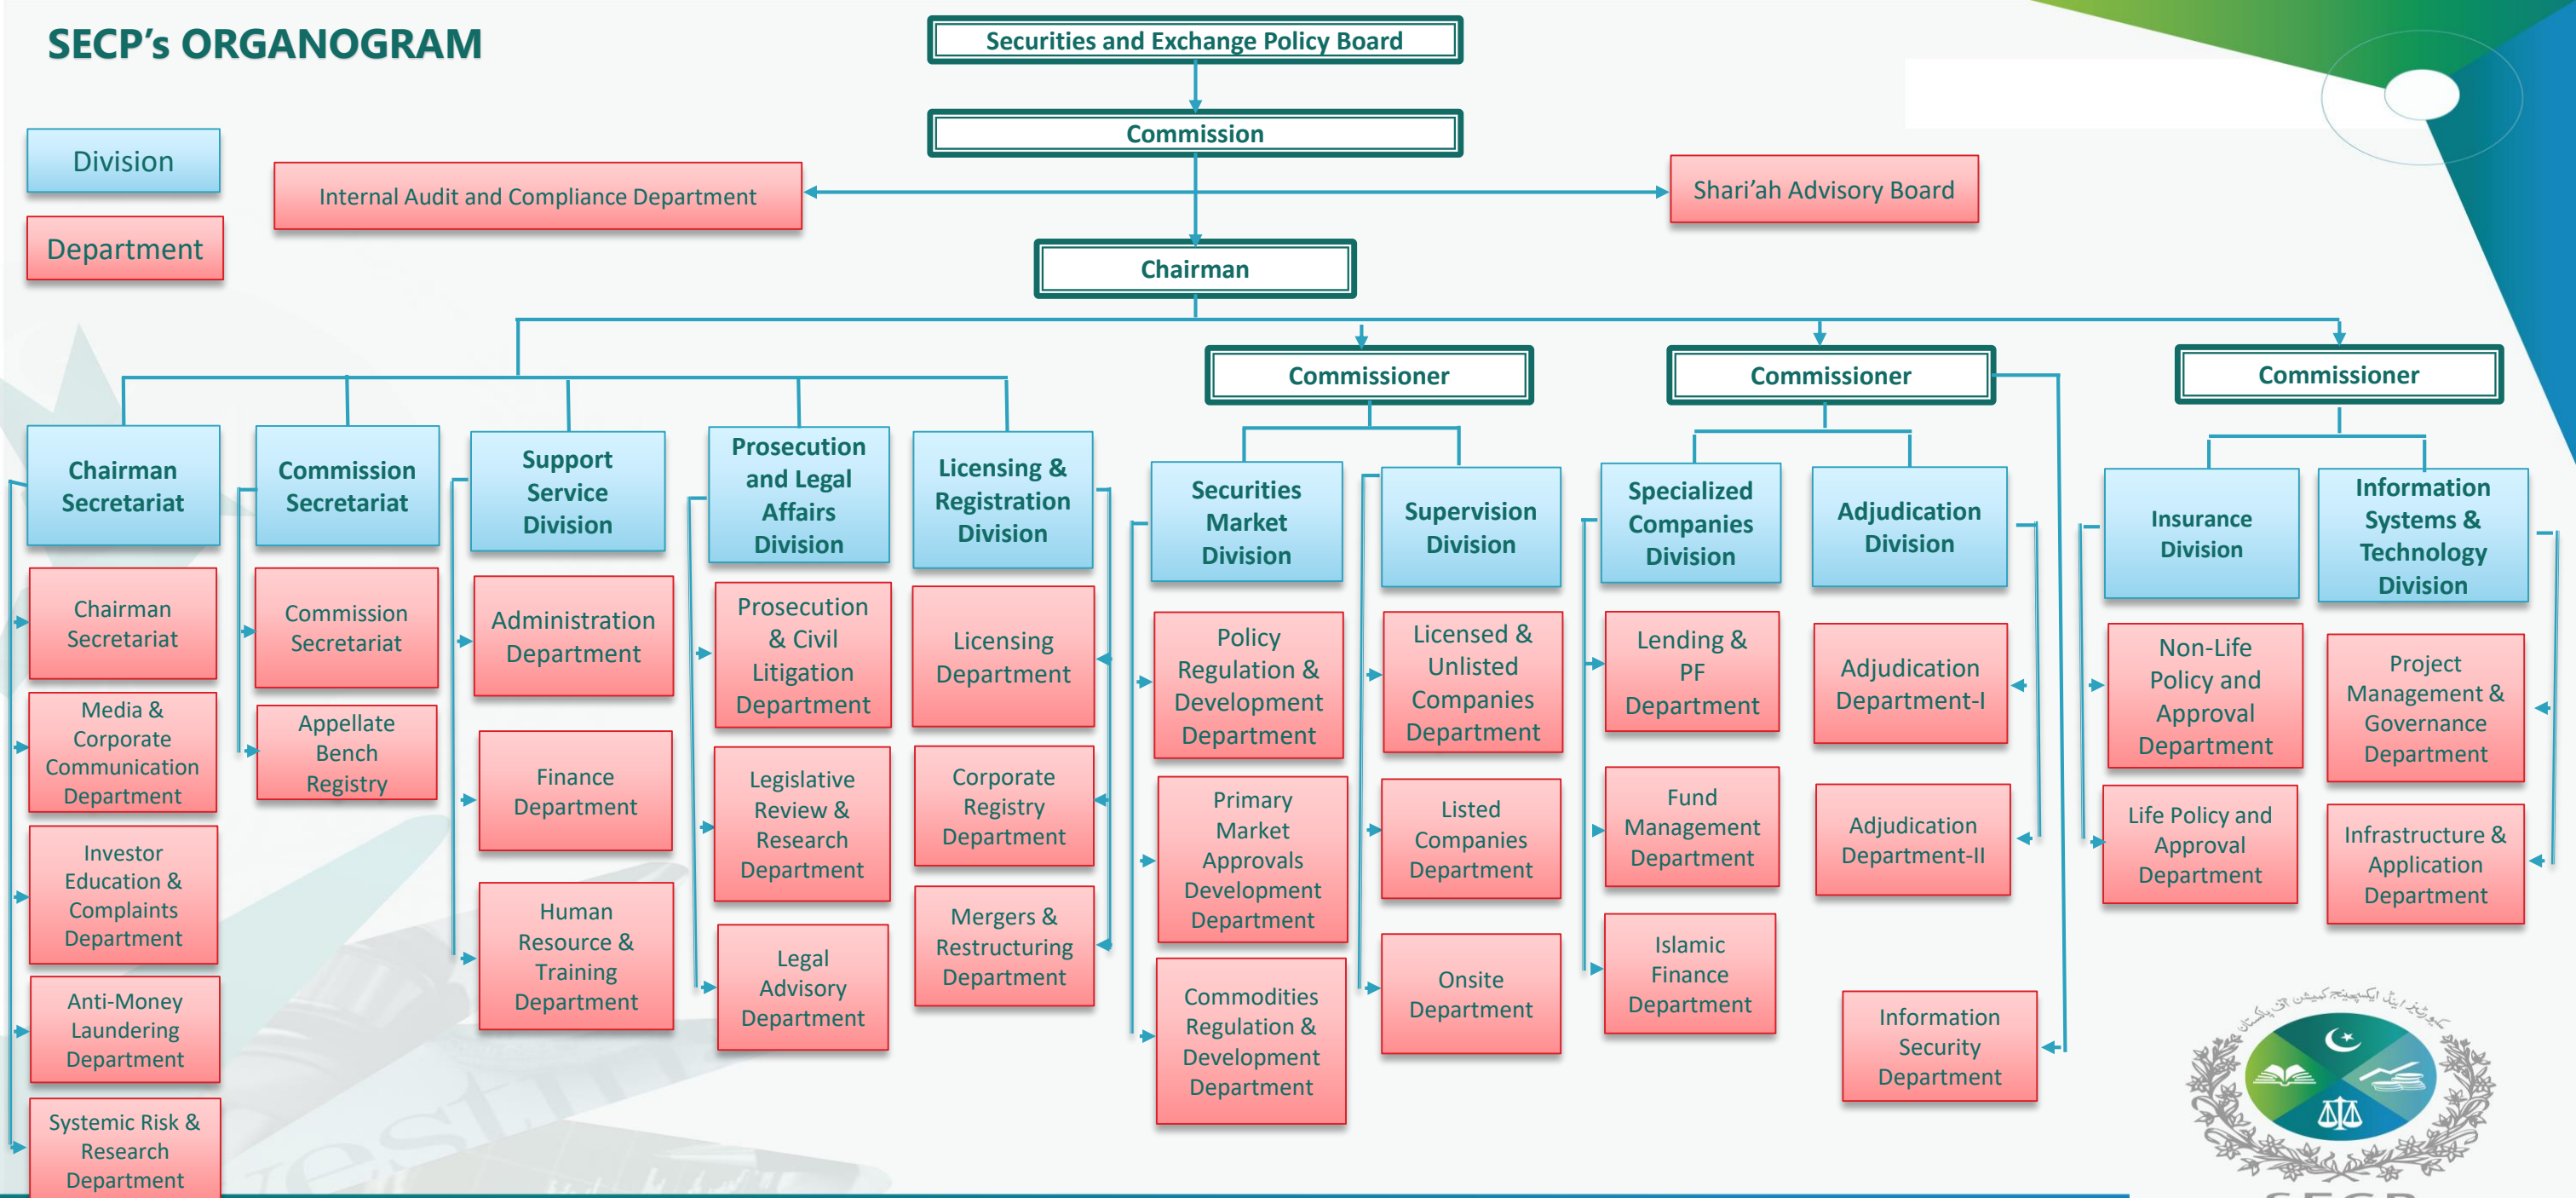 SECP's ORGANOGRAM
Securities and Exchange Policy Board
Commission
Division
Department
Internal Audit and Compliance Department
Shari'ah Advisory Board
Chairman
Commissioner
Commissioner
Commissioner
Chairman
Secretariat
Chairman
Secretariat
Media &
Corporate
Communication
Department
Investor
Education &
Complaints
Department
Anti-Money
Laundering
Department
Systemic Risk &
Research
Department
Commission
Secretariat
Commission
Secretariat
Appellate
Bench
Registry
Support
Service
Division
Administration
Department
Finance
Department
Human
Resource &
Training
Department
Prosecution
and Legal
Affairs
Division
Prosecution
& Civil
Litigation
Department
Legislative
Review &
Research
Department
Legal
Advisory
Department
Licensing &
Registration
Division
Licensing
Department
Corporate
Registry
Department
Mergers &
Restructuring
Department
Securities
Market
Division
Policy
Regulation &
Development
Department
Primary
Market
Approvals
Development
Department
Commodities
Regulation &
Development
Department
Supervision
Division
Licensed &
Unlisted
Companies
Department
Listed
Companies
Department
Onsite
Department
Specialized
Companies
Division
Lending &
PF
Department
Fund
Management
Department
Islamic
Finance
Department
Adjudication
Division
Adjudication
Department-I
Adjudication
Department-II
Information
Security
Department
Insurance
Division
Non-Life
Policy and
Approval
Department
Life Policy and
Approval
Department
Information
Systems &
Technology
Division
Project
Management &
Governance
Department
Infrastructure &
Application
Department
سکیورٹیز اینڈ ایکسچینج کمیشن آف پاکستان